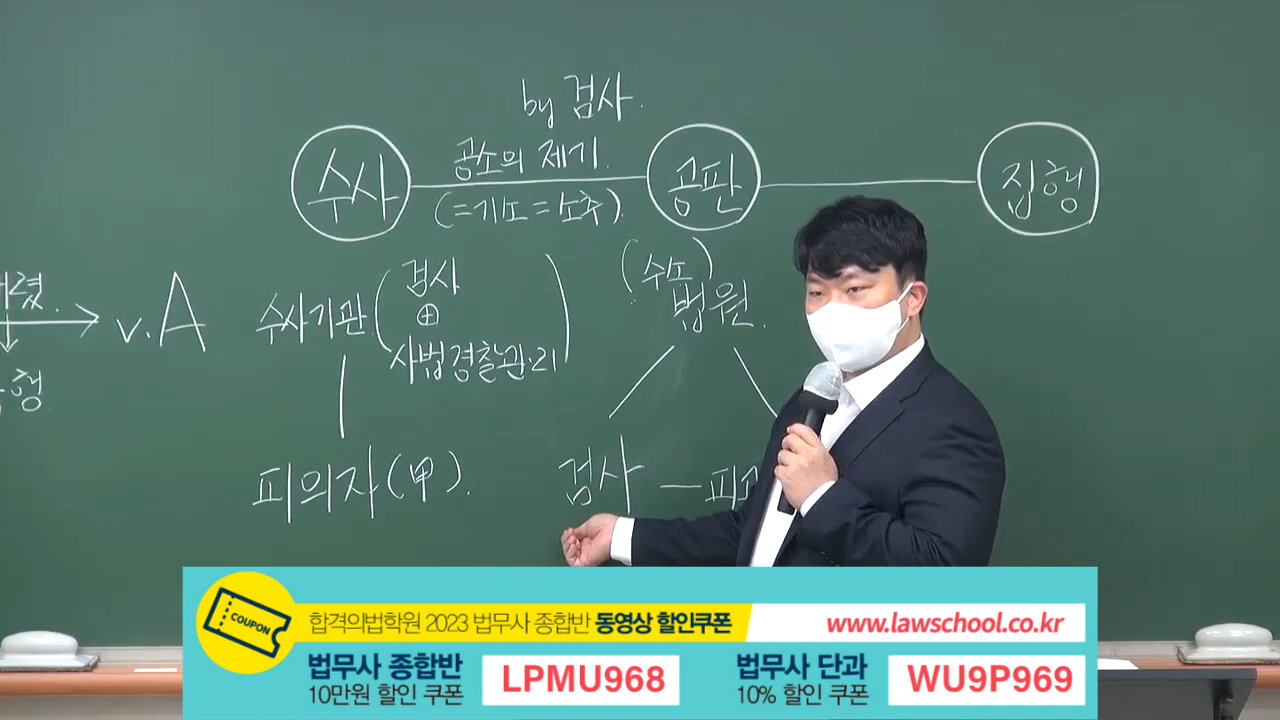 by 검사.
수사
공소의 제기.
(=기소=소추).
공판
집행
v. A
수사기관
(검사
⊕
사법경찰관·리)
(수소)
법원.
피의자(甲).
검사 — 피고
COUPON
합격의법학원 2023 법무사 종합반 동영상 할인쿠폰
www.lawschool.co.kr
법무사 종합반
10만원 할인 쿠폰
LPMU968
법무사 단과
10% 할인 쿠폰
WU9P969